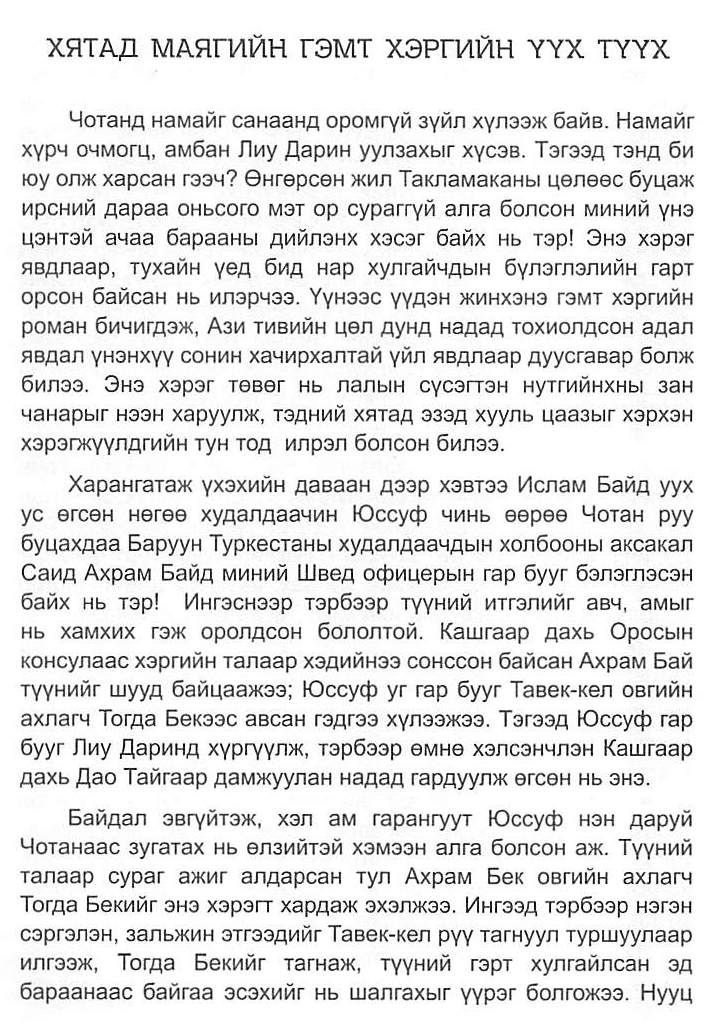 ХЯТАД МАЯГИЙН ГЭМТ ХЭРГИЙН ҮҮХ ТҮҮХ
Чотанд намайг санаанд оромгүй зүйл хүлээж байв. Намайг
хүрч очмогц, амбан Лиу Дарин уулзахыг хүсэв. Тэгээд тэнд би
юу олж харсан гээч? Өнгөрсөн жил Такламаканы цөлөөс буцаж
ирсний дараа оньсого мэт ор сураггүй алга болсон миний үнэ
цэнтэй ачаа барааны дийлэнх хэсэг байх нь тэр! Энэ хэрэг
явдлаар, тухайн үед бид нар хулгайчдын бүлэглэлийн гарт
орсон байсан нь илэрчээ. Үүнээс үүдэн жинхэнэ гэмт хэргийн
роман бичигдэж, Ази тивийн цөл дунд надад тохиолдсон адал
явдал үнэнхүү сонин хачирхалтай үйл явдлаар дуусгавар болж
билээ. Энэ хэрэг төвөг нь лалын сүсэгтэн нутгийнхны зан
чанарыг нээн харуулж, тэдний хятад эзэд хууль цаазыг хэрхэн
хэрэгжүүлдгийн тун тод илрэл болсон билээ.
Харангатаж үхэхийн даваан дээр хэвтээ Ислам Байд уух
ус өгсөн нөгөө худалдаачин Юссуф чинь өөрөө Чотан руу
буцахдаа Баруун Туркестаны худалдаачдын холбооны аксакал
Саид Ахрам Байд миний Швед офицерын гар бууг бэлэглэсэн
байх нь тэр! Ингэснээр тэрбээр түүний итгэлийг авч, амыг
нь хамхих гэж оролдсон бололтой. Кашгаар дахь Оросын
консулаас хэргийн талаар хэдийнээ сонссон байсан Ахрам Бай
түүнийг шууд байцаажээ; Юссуф уг гар бууг Тавек-кел овгийн
ахлагч Тогда Бекээс авсан гэдгээ хүлээжээ. Тэгээд Юссуф гар
бууг Лиу Даринд хүргүүлж, тэрбээр өмнө хэлсэнчлэн Кашгаар
дахь Дао Тайгаар дамжуулан надад гардуулж өгсөн нь энэ.
Байдал эвгүйтэж, хэл ам гарангуут Юссуф нэн даруй
Чотанаас зугатах нь өлзийтэй хэмээн алга болсон аж. Түүний
талаар сураг ажиг алдарсан тул Ахрам Бек овгийн ахлагч
Тогда Бекийг энэ хэрэгт хардаж эхэлжээ. Ингээд тэрбээр нэгэн
сэргэлэн, зальжин этгээдийг Тавек-кел рүү тагнуул туршуулаар
илгээж, Тогда Бекийг тагнаж, түүний гэрт хулгайлсан эд
бараанаас байгаа эсэхийг нь шалгахыг үүрэг болгожээ. Нууц